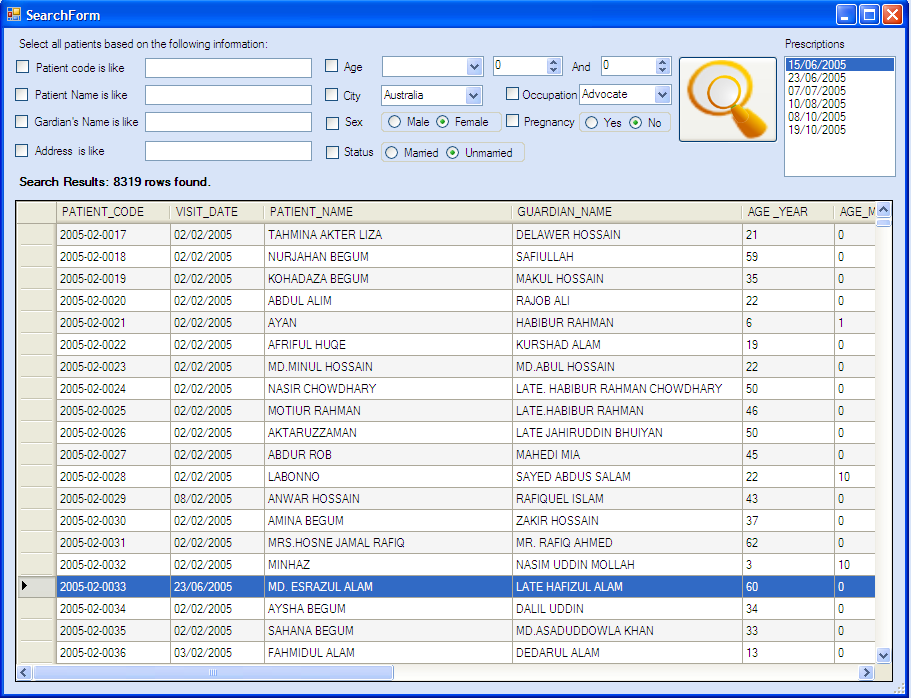 SearchForm
Select all patients based on the following information:
Prescriptions
Patient code is like
Age
0
And
0
Patient Name is like
City
Australia
Occupation
Advocate
Gardian's Name is like
Sex
Male
Female
Pregnancy
Yes
No
Address is like
Status
Married
Unmarried
15/06/2005
23/06/2005
07/07/2005
10/08/2005
08/10/2005
19/10/2005
Search Results: 8319 rows found.
PATIENT_CODE VISIT_DATE PATIENT_NAME GUARDIAN_NAME AGE _YEAR AGE_M
2005-02-0017 02/02/2005 TAHMINA AKTER LIZA DELAWER HOSSAIN 21 0
2005-02-0018 02/02/2005 NURJAHAN BEGUM SAFIULLAH 59 0
2005-02-0019 02/02/2005 KOHADAZA BEGUM MAKUL HOSSAIN 35 0
2005-02-0020 02/02/2005 ABDUL ALIM RAJOB ALI 22 0
2005-02-0021 02/02/2005 AYAN HABIBUR RAHMAN 6 1
2005-02-0022 02/02/2005 AFRIFUL HUQE KURSHAD ALAM 19 0
2005-02-0023 02/02/2005 MD.MINUL HOSSAIN MD.ABUL HOSSAIN 22 0
2005-02-0024 02/02/2005 NASIR CHOWDHARY LATE. HABIBUR RAHMAN CHOWDHARY 50 0
2005-02-0025 02/02/2005 MOTIUR RAHMAN LATE.HABIBUR RAHMAN 46 0
2005-02-0026 02/02/2005 AKTARUZZAMAN LATE JAHIRUDDIN BHUIYAN 50 0
2005-02-0027 02/02/2005 ABDUR ROB MAHEDI MIA 45 0
2005-02-0028 02/02/2005 LABONNO SAYED ABDUS SALAM 22 10
2005-02-0029 08/02/2005 ANWAR HOSSAIN RAFIQUEL ISLAM 43 0
2005-02-0030 02/02/2005 AMINA BEGUM ZAKIR HOSSAIN 37 0
2005-02-0031 02/02/2005 MRS.HOSNE JAMAL RAFIQ MR. RAFIQ AHMED 62 0
2005-02-0032 02/02/2005 MINHAZ NASIM UDDIN MOLLAH 3 10
2005-02-0033 23/06/2005 MD. ESRAZUL ALAM LATE HAFIZUL ALAM 60 0
2005-02-0034 02/02/2005 AYSHA BEGUM DALIL UDDIN 34 0
2005-02-0035 02/02/2005 SAHANA BEGUM MD.ASADUDDOWLA KHAN 33 0
2005-02-0036 03/02/2005 FAHMIDUL ALAM DEDARUL ALAM 13 0